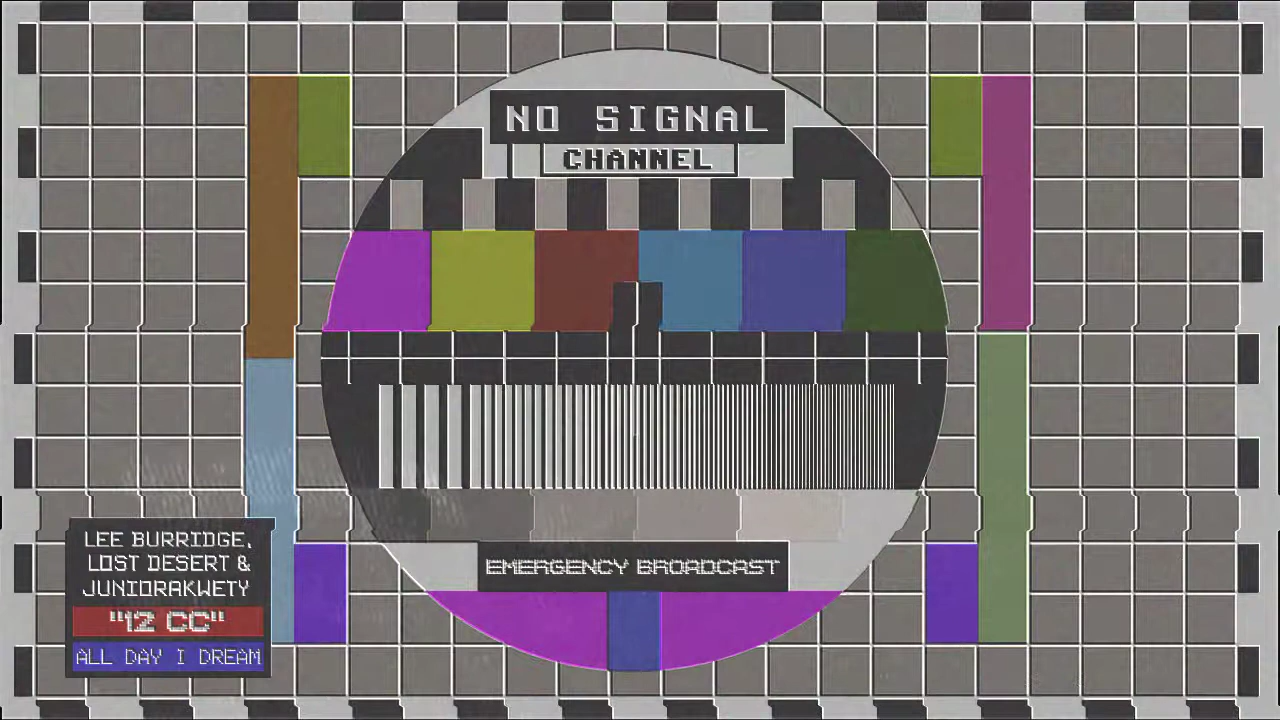 NO SIGNAL
CHANNEL
EMERGENCY BROADCAST
LEE BURRIDGE,
LOST DESERT &
JUNIORAKWETY
"12 CC"
ALL DAY I DREAM